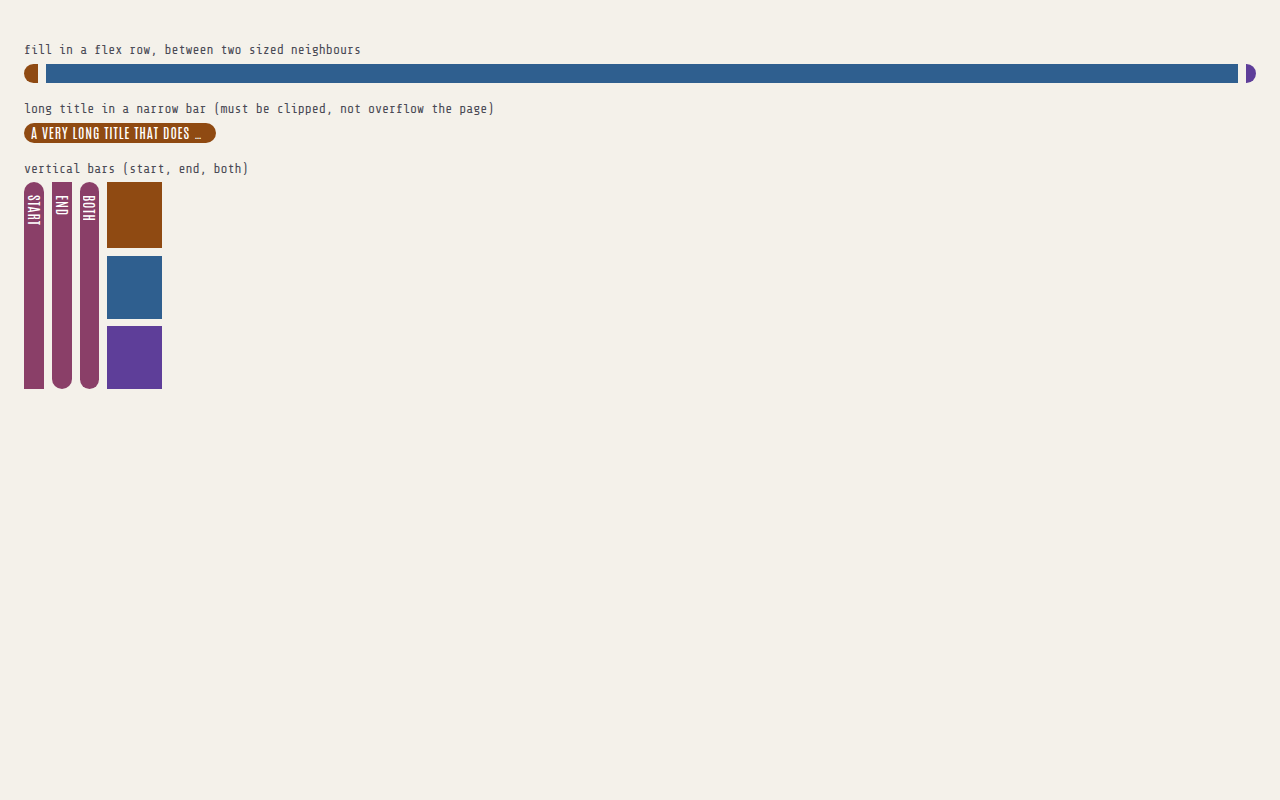 fill in a flex row, between two sized neighbours
long title in a narrow bar (must be clipped, not overflow the page)
A VERY LONG TITLE THAT DOES …
vertical bars (start, end, both)
START
END
BOTH